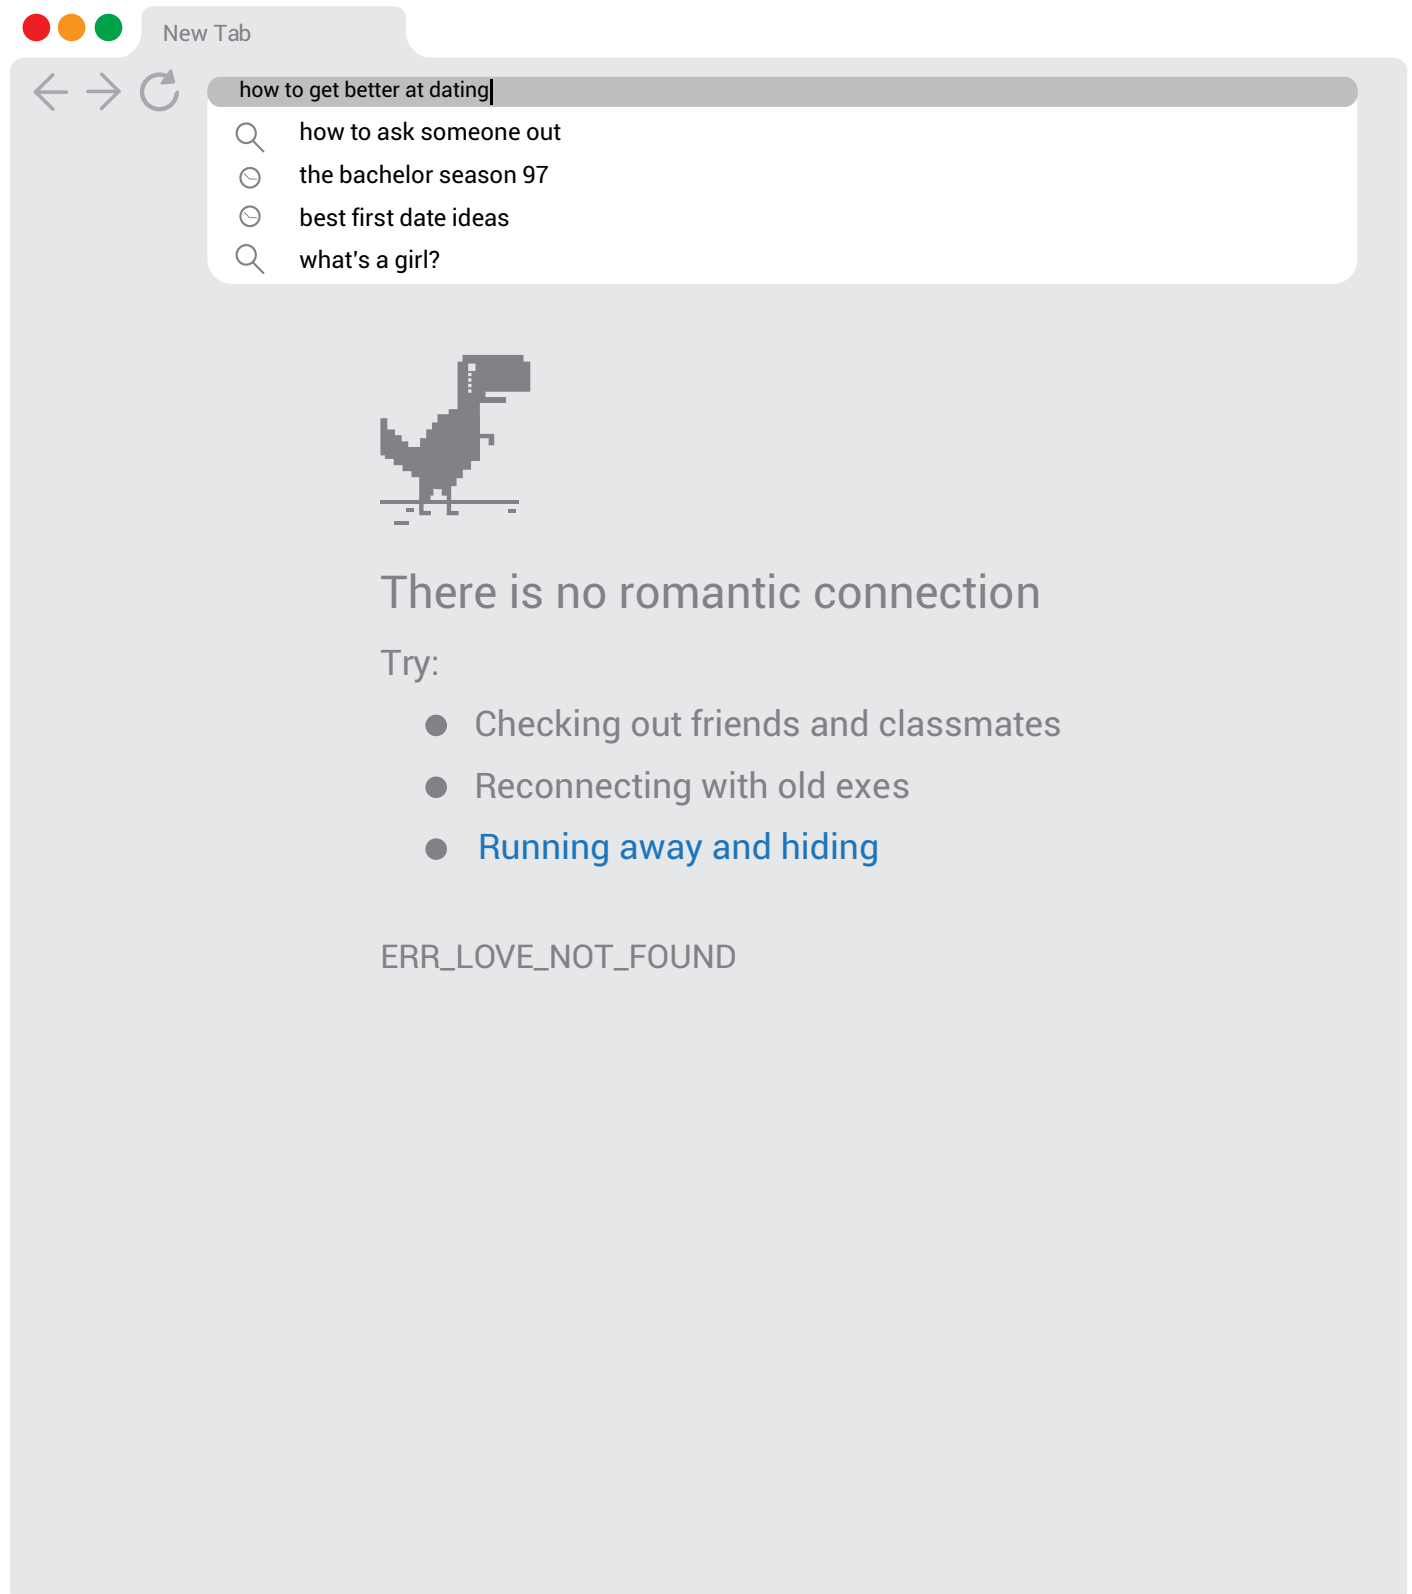 New Tab
how to get better at dating
how to ask someone out
the bachelor season 97
best first date ideas
what's a girl?
There is no romantic connection
Try:
Checking out friends and classmates
Reconnecting with old exes
Running away and hiding
ERR_LOVE_NOT_FOUND